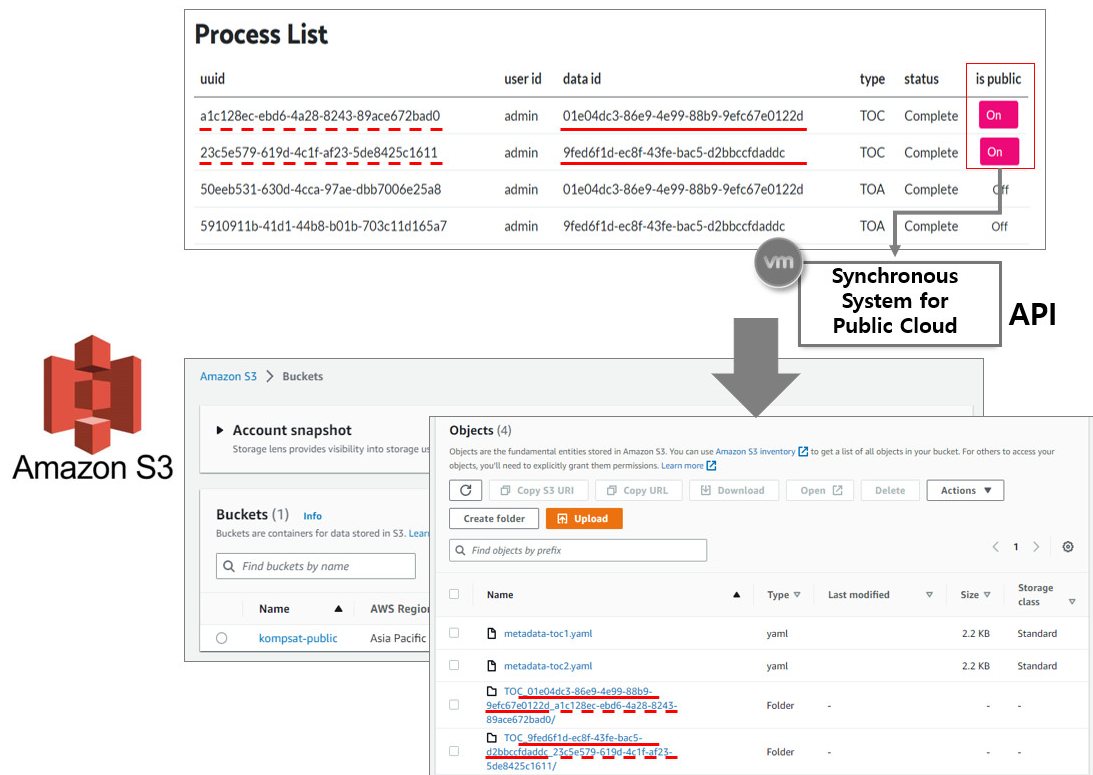 Process List
uuid user id data id type status is public
a1c128ec-ebd6-4a28-8243-89ace672bad0 admin 01e04dc3-86e9-4e99-88b9-9efc67e0122d TOC Complete On
23c5e579-619d-4c1f-af23-5de8425c1611 admin 9fed6f1d-ec8f-43fe-bac5-d2bbccfdaddc TOC Complete On
50eeb531-630d-4cca-97ae-dbb7006e25a8 admin 01e04dc3-86e9-4e99-88b9-9efc67e0122d TOA Complete Off
5910911b-41d1-44b8-b01b-703c11d165a7 admin 9fed6f1d-ec8f-43fe-bac5-d2bbccfdaddc TOA Complete Off
vm
Synchronous
System for
Public Cloud
API
Amazon S3
Amazon S3 > Buckets
Account snapshot
Storage lens provides visibility into storage us
Buckets (1) Info
Buckets are containers for data stored in S3. Lear
Find buckets by name
Name AWS Region
kompsat-public Asia Pacific
Objects (4)
Objects are the fundamental entities stored in Amazon S3. You can use Amazon S3 inventory to get a list of all objects in your bucket. For others to access your
objects, you'll need to explicitly grant them permissions. Learn more
Copy S3 URI Copy URL Download Open Delete Actions
Create folder Upload
Find objects by prefix
1
Name Type Last modified Size Storage
class
metadata-toc1.yaml yaml 2.2 KB Standard
metadata-toc2.yaml yaml 2.2 KB Standard
TOC_01e04dc3-86e9-4e99-88b9-
9efc67e0122d_a1c128ec-ebd6-4a28-8243- Folder - - -
89ace672bad0/
TOC_9fed6f1d-ec8f-43fe-bac5-
d2bbccfdaddc_23c5e579-619d-4c1f-af23- Folder - - -
5de8425c1611/